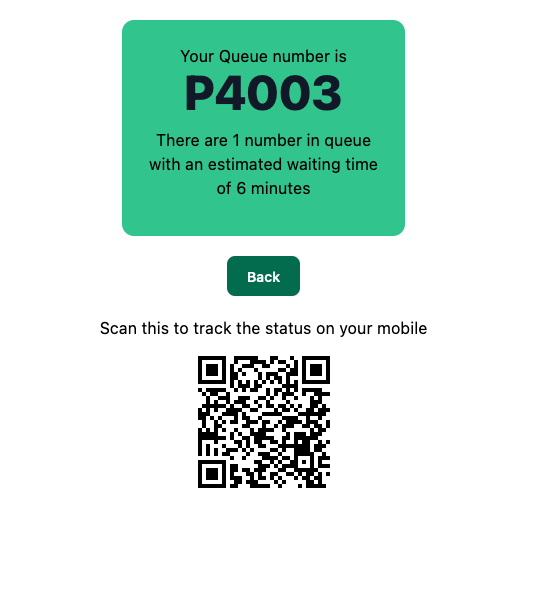 Your Queue number is
P4003
There are 1 number in queue
with an estimated waiting time
of 6 minutes
Back
Scan this to track the status on your mobile